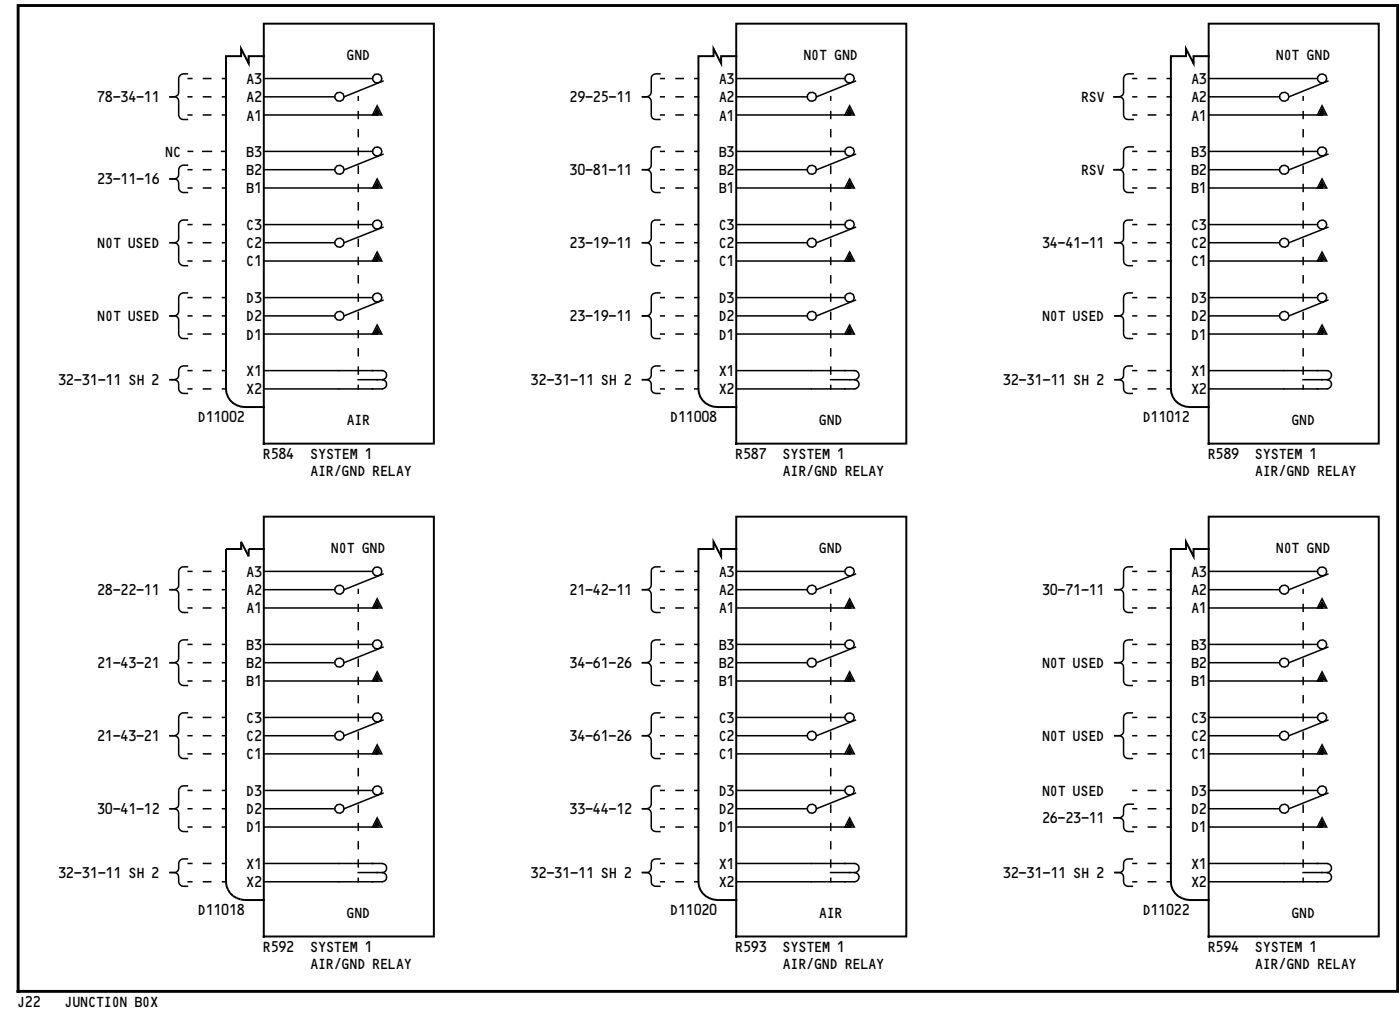 GND
78-34-11
A3
A2
A1
NC
23-11-16
B3
B2
B1
NOT USED
C3
C2
C1
NOT USED
D3
D2
D1
32-31-11 SH 2
X1
X2
D11002
AIR
R584 SYSTEM 1
AIR/GND RELAY
NOT GND
29-25-11
A3
A2
A1
30-81-11
B3
B2
B1
23-19-11
C3
C2
C1
23-19-11
D3
D2
D1
32-31-11 SH 2
X1
X2
D11008
GND
R587 SYSTEM 1
AIR/GND RELAY
NOT GND
RSV
A3
A2
A1
RSV
B3
B2
B1
34-41-11
C3
C2
C1
NOT USED
D3
D2
D1
32-31-11 SH 2
X1
X2
D11012
GND
R589 SYSTEM 1
AIR/GND RELAY
NOT GND
28-22-11
A3
A2
A1
21-43-21
B3
B2
B1
21-43-21
C3
C2
C1
30-41-12
D3
D2
D1
32-31-11 SH 2
X1
X2
D11018
GND
R592 SYSTEM 1
AIR/GND RELAY
GND
21-42-11
A3
A2
A1
34-61-26
B3
B2
B1
34-61-26
C3
C2
C1
33-44-12
D3
D2
D1
32-31-11 SH 2
X1
X2
D11020
AIR
R593 SYSTEM 1
AIR/GND RELAY
NOT GND
30-71-11
A3
A2
A1
NOT USED
B3
B2
B1
NOT USED
C3
C2
C1
NOT USED
26-23-11
D3
D2
D1
32-31-11 SH 2
X1
X2
D11022
GND
R594 SYSTEM 1
AIR/GND RELAY
J22 JUNCTION BOX